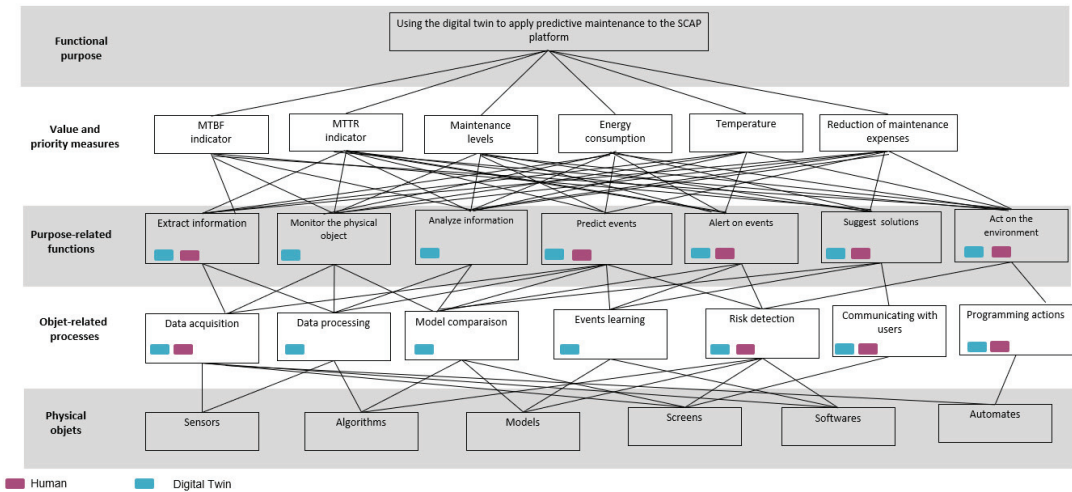 Functional
purpose
Using the digital twin to apply predictive maintenance to the SCAP
platform
Value and
priority measures
MTBF
indicator
MTTR
indicator
Maintenance
levels
Energy
consumption
Temperature
Reduction of maintenance
expenses
Purpose-related
functions
Extract information
Monitor the physical
object
Analyze information
Predict events
Alert on events
Suggest solutions
Act on the
environment
Objet-related
processes
Data acquisition
Data processing
Model comparaison
Events learning
Risk detection
Communicating with
users
Programming actions
Physical
objets
Sensors
Algorithms
Models
Screens
Softwares
Automates
Human
Digital Twin